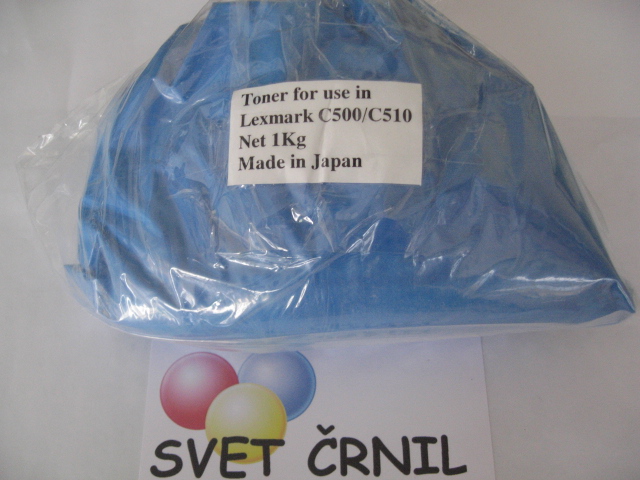 Toner for use in
Lexmark C500/C510
Net 1Kg
Made in Japan
SVET ČRNIL